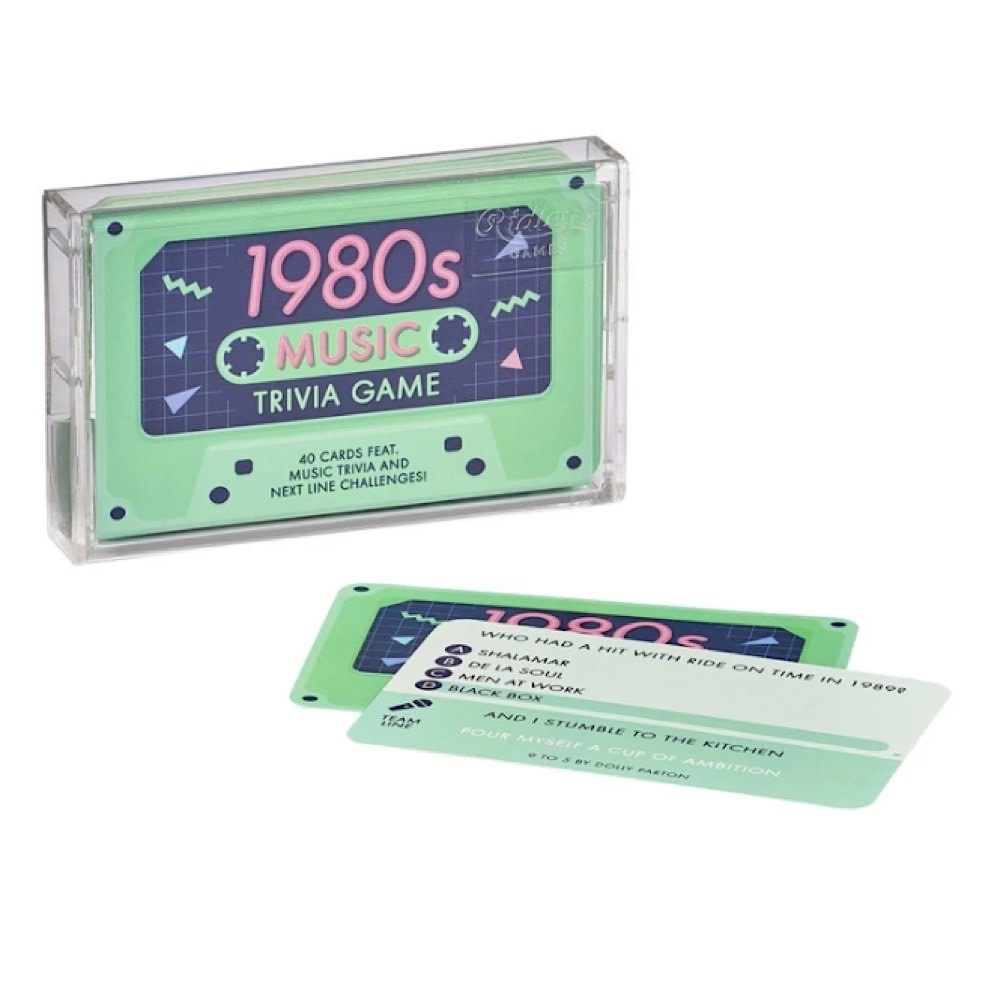 Ridley's
GAMES
1980s
MUSIC
TRIVIA GAME
40 CARDS FEAT.
MUSIC TRIVIA AND
NEXT LINE CHALLENGES!
1980s
WHO HAD A HIT WITH RIDE ON TIME IN 1989?
A SHALAMAR
B DE LA SOUL
C MEN AT WORK
D BLACK BOX
TEAM
LINE
AND I STUMBLE TO THE KITCHEN
POUR MYSELF A CUP OF AMBITION
9 TO 5 BY DOLLY PARTON